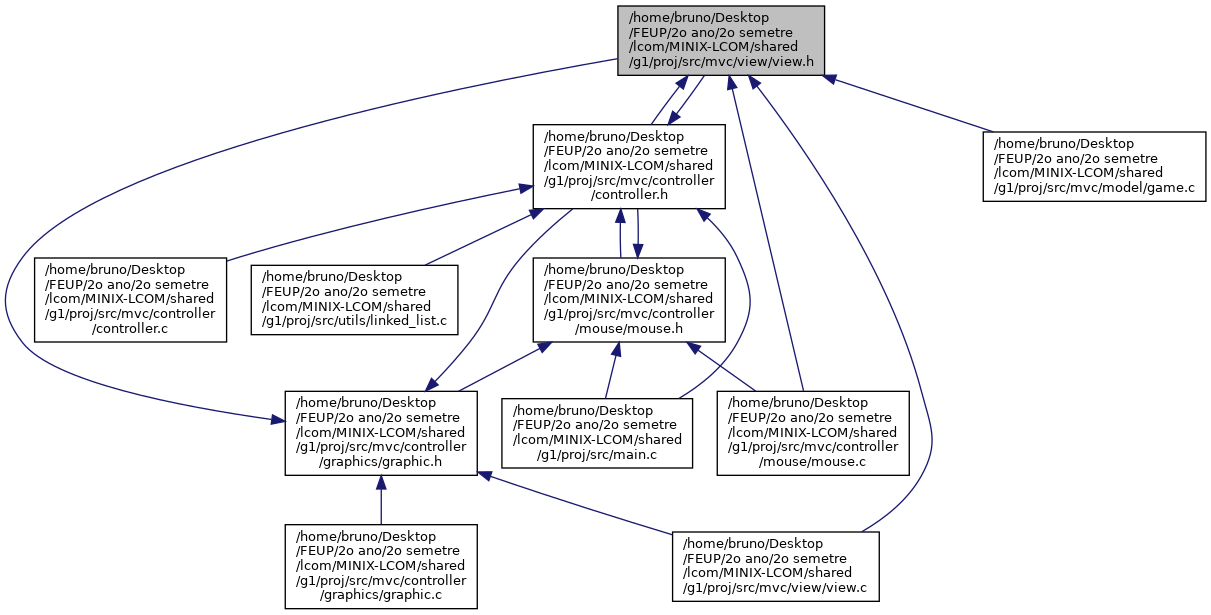 /home/bruno/Desktop
/FEUP/2o ano/2o semetre
/lcom/MINIX-LCOM/shared
/g1/proj/src/mvc/view/view.h
/home/bruno/Desktop
/FEUP/2o ano/2o semetre
/lcom/MINIX-LCOM/shared
/g1/proj/src/mvc/controller
/controller.h
/home/bruno/Desktop
/FEUP/2o ano/2o semetre
/lcom/MINIX-LCOM/shared
/g1/proj/src/mvc/model/game.c
/home/bruno/Desktop
/FEUP/2o ano/2o semetre
/lcom/MINIX-LCOM/shared
/g1/proj/src/mvc/controller
/controller.c
/home/bruno/Desktop
/FEUP/2o ano/2o semetre
/lcom/MINIX-LCOM/shared
/g1/proj/src/utils/linked_list.c
/home/bruno/Desktop
/FEUP/2o ano/2o semetre
/lcom/MINIX-LCOM/shared
/g1/proj/src/mvc/controller
/mouse/mouse.h
/home/bruno/Desktop
/FEUP/2o ano/2o semetre
/lcom/MINIX-LCOM/shared
/g1/proj/src/mvc/controller
/graphics/graphic.h
/home/bruno/Desktop
/FEUP/2o ano/2o semetre
/lcom/MINIX-LCOM/shared
/g1/proj/src/main.c
/home/bruno/Desktop
/FEUP/2o ano/2o semetre
/lcom/MINIX-LCOM/shared
/g1/proj/src/mvc/controller
/mouse/mouse.c
/home/bruno/Desktop
/FEUP/2o ano/2o semetre
/lcom/MINIX-LCOM/shared
/g1/proj/src/mvc/controller
/graphics/graphic.c
/home/bruno/Desktop
/FEUP/2o ano/2o semetre
/lcom/MINIX-LCOM/shared
/g1/proj/src/mvc/view/view.c